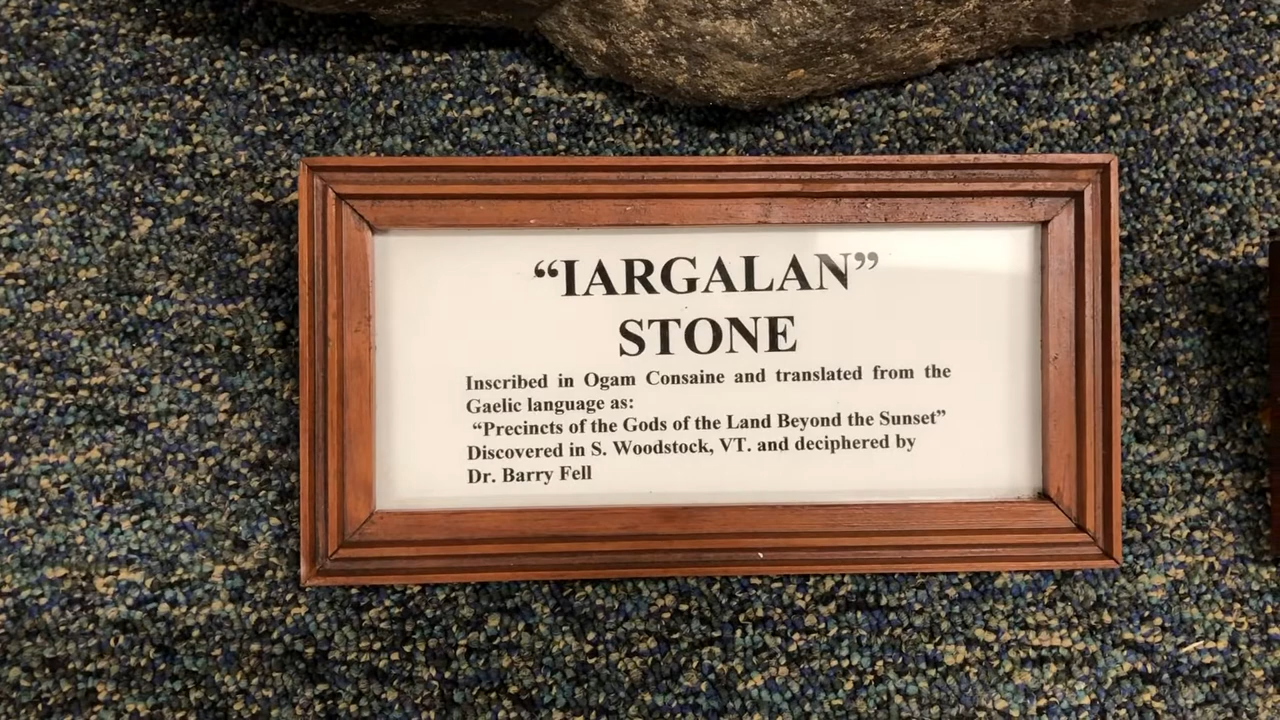 “IARGALAN”
STONE
Inscribed in Ogam Consaine and translated from the
Gaelic language as:
“Precincts of the Gods of the Land Beyond the Sunset”
Discovered in S. Woodstock, VT. and deciphered by
Dr. Barry Fell